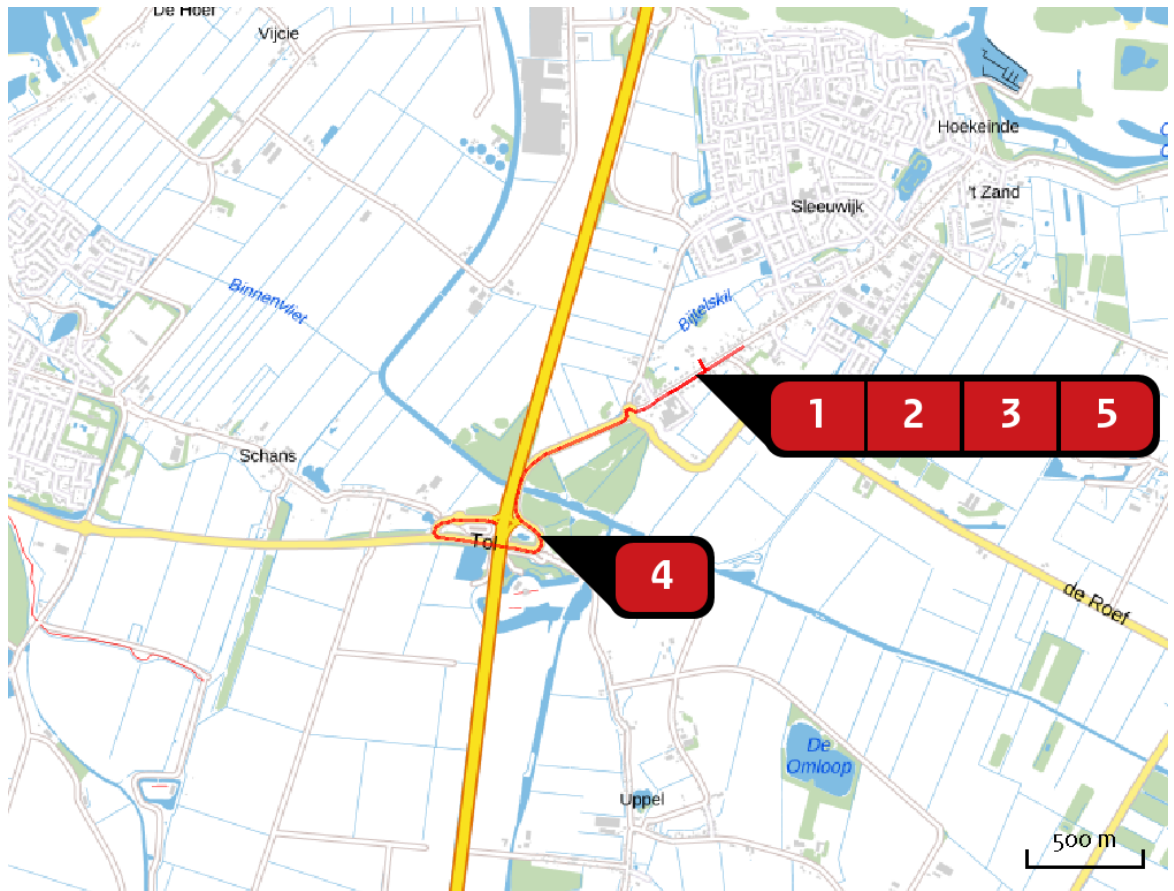 De Hoef
Vijcie
Hoekeinde
't Zand
Sleeuwijk
Binnenvliet
Bijtelskil
1 2 3 5
Schans
Tol
4
de Roef
De
Omloop
Uppel
500 m